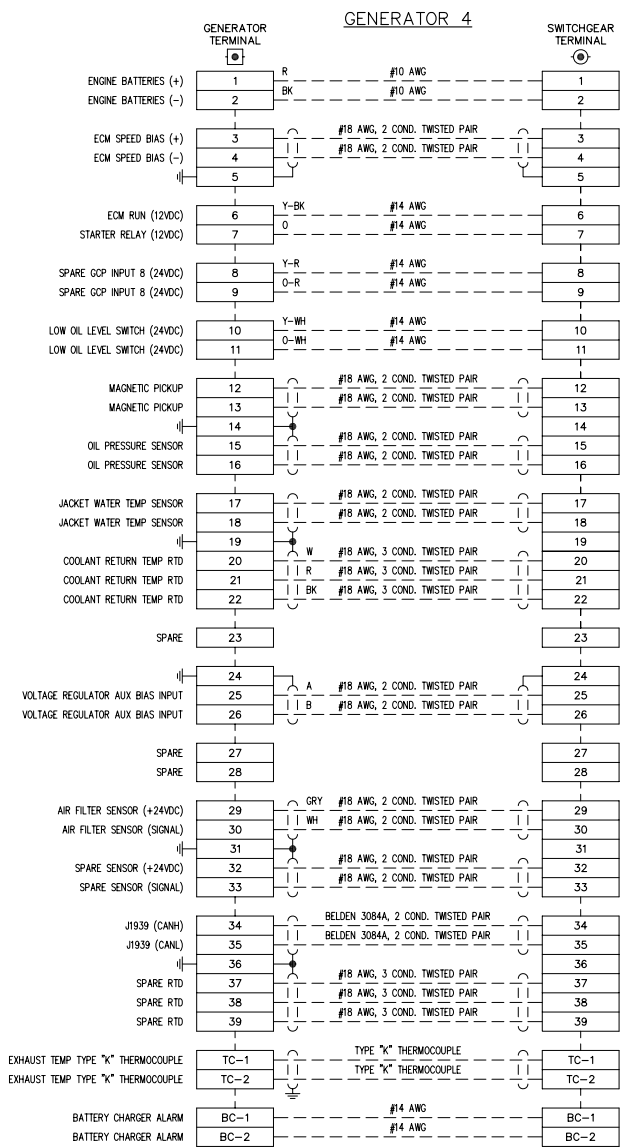 GENERATOR 4
GENERATOR TERMINAL
SWITCHGEAR TERMINAL
ENGINE BATTERIES (+) 1 R #10 AWG 1
ENGINE BATTERIES (−) 2 BK #10 AWG 2
ECM SPEED BIAS (+) 3 #18 AWG, 2 COND. TWISTED PAIR 3
ECM SPEED BIAS (−) 4 #18 AWG, 2 COND. TWISTED PAIR 4
5 5
ECM RUN (12VDC) 6 Y-BK #14 AWG 6
STARTER RELAY (12VDC) 7 O #14 AWG 7
SPARE GCP INPUT 8 (24VDC) 8 Y-R #14 AWG 8
SPARE GCP INPUT 8 (24VDC) 9 O-R #14 AWG 9
LOW OIL LEVEL SWITCH (24VDC) 10 Y-WH #14 AWG 10
LOW OIL LEVEL SWITCH (24VDC) 11 O-WH #14 AWG 11
MAGNETIC PICKUP 12 #18 AWG, 2 COND. TWISTED PAIR 12
MAGNETIC PICKUP 13 #18 AWG, 2 COND. TWISTED PAIR 13
14 14
OIL PRESSURE SENSOR 15 #18 AWG, 2 COND. TWISTED PAIR 15
OIL PRESSURE SENSOR 16 #18 AWG, 2 COND. TWISTED PAIR 16
JACKET WATER TEMP SENSOR 17 #18 AWG, 2 COND. TWISTED PAIR 17
JACKET WATER TEMP SENSOR 18 #18 AWG, 2 COND. TWISTED PAIR 18
19 19
COOLANT RETURN TEMP RTD 20 W #18 AWG, 3 COND. TWISTED PAIR 20
COOLANT RETURN TEMP RTD 21 R #18 AWG, 3 COND. TWISTED PAIR 21
COOLANT RETURN TEMP RTD 22 BK #18 AWG, 3 COND. TWISTED PAIR 22
SPARE 23 23
24 24
VOLTAGE REGULATOR AUX BIAS INPUT 25 A #18 AWG, 2 COND. TWISTED PAIR 25
VOLTAGE REGULATOR AUX BIAS INPUT 26 B #18 AWG, 2 COND. TWISTED PAIR 26
SPARE 27 27
SPARE 28 28
AIR FILTER SENSOR (+24VDC) 29 GRY #18 AWG, 2 COND. TWISTED PAIR 29
AIR FILTER SENSOR (SIGNAL) 30 WH #18 AWG, 2 COND. TWISTED PAIR 30
31 31
SPARE SENSOR (+24VDC) 32 #18 AWG, 2 COND. TWISTED PAIR 32
SPARE SENSOR (SIGNAL) 33 #18 AWG, 2 COND. TWISTED PAIR 33
J1939 (CANH) 34 BELDEN 3084A, 2 COND. TWISTED PAIR 34
J1939 (CANL) 35 BELDEN 3084A, 2 COND. TWISTED PAIR 35
36 36
SPARE RTD 37 #18 AWG, 3 COND. TWISTED PAIR 37
SPARE RTD 38 #18 AWG, 3 COND. TWISTED PAIR 38
SPARE RTD 39 #18 AWG, 3 COND. TWISTED PAIR 39
EXHAUST TEMP TYPE "K" THERMOCOUPLE TC-1 TYPE "K" THERMOCOUPLE TC-1
EXHAUST TEMP TYPE "K" THERMOCOUPLE TC-2 TYPE "K" THERMOCOUPLE TC-2
BATTERY CHARGER ALARM BC-1 #14 AWG BC-1
BATTERY CHARGER ALARM BC-2 #14 AWG BC-2